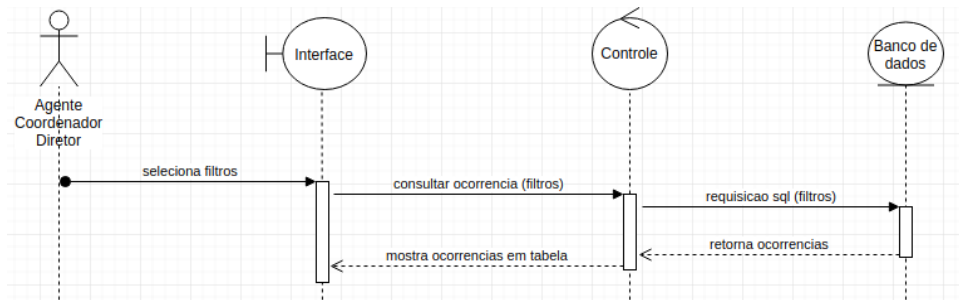 Interface
Controle
Banco de
dados
Agente
Coordenador
Diretor
seleciona filtros
consultar ocorrencia (filtros)
requisicao sql (filtros)
retorna ocorrencias
mostra ocorrencias em tabela